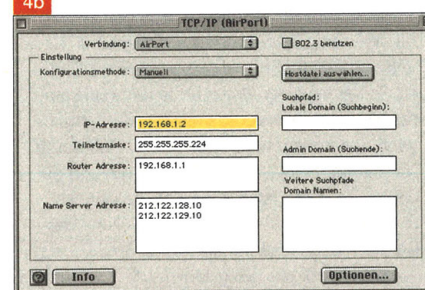 4b
TCP/IP (AirPort)
Verbindung: AirPort
802.3 benutzen
Einstellung
Konfigurationsmethode: Manuell
Hostdatei auswählen...
Suchpfad:
Lokale Domain (Suchbeginn):
IP-Adresse: 192.168.1.2
Teilnetzmaske: 255.255.255.224
Admin Domain (Suchende):
Router Adresse: 192.168.1.1
Weitere Suchpfade
Domain Namen:
Name Server Adresse: 212.122.128.10
212.122.129.10
Info
Optionen...